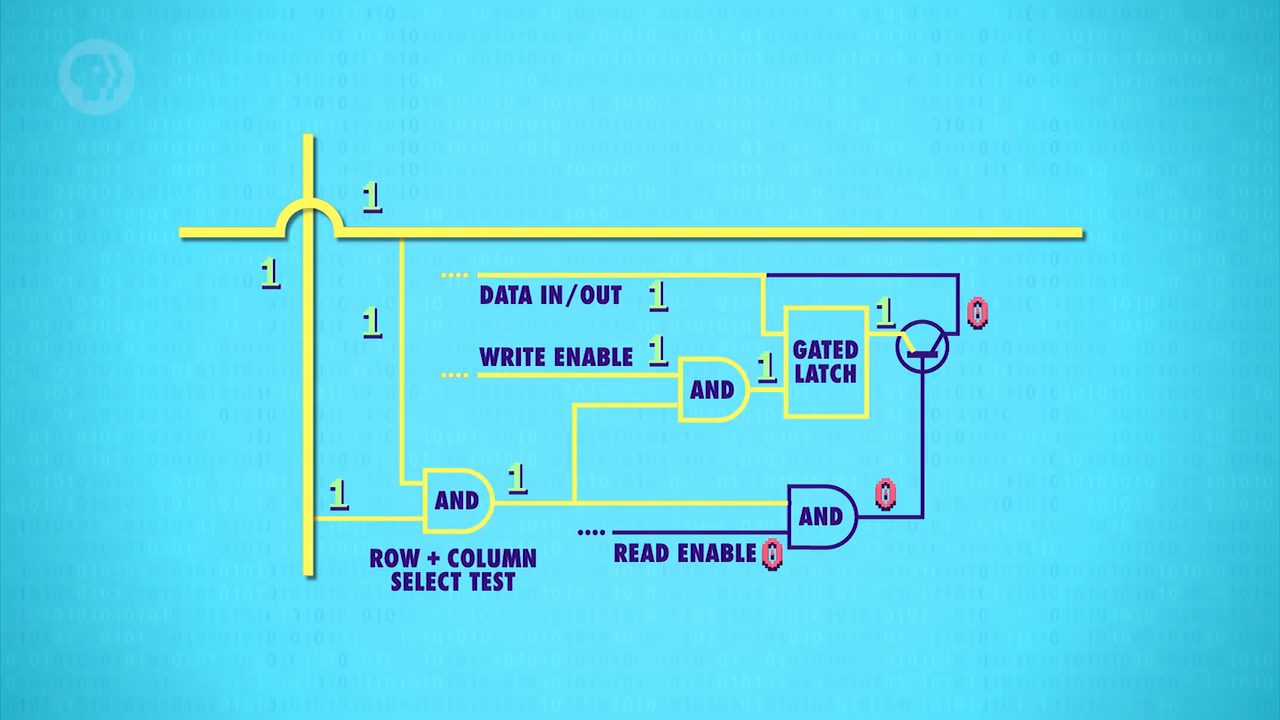 1
1
DATA IN/OUT 1
1
0
1
WRITE ENABLE 1
GATED
LATCH
1
AND
1
1
AND
1
0
AND
READ ENABLE 0
ROW + COLUMN
SELECT TEST